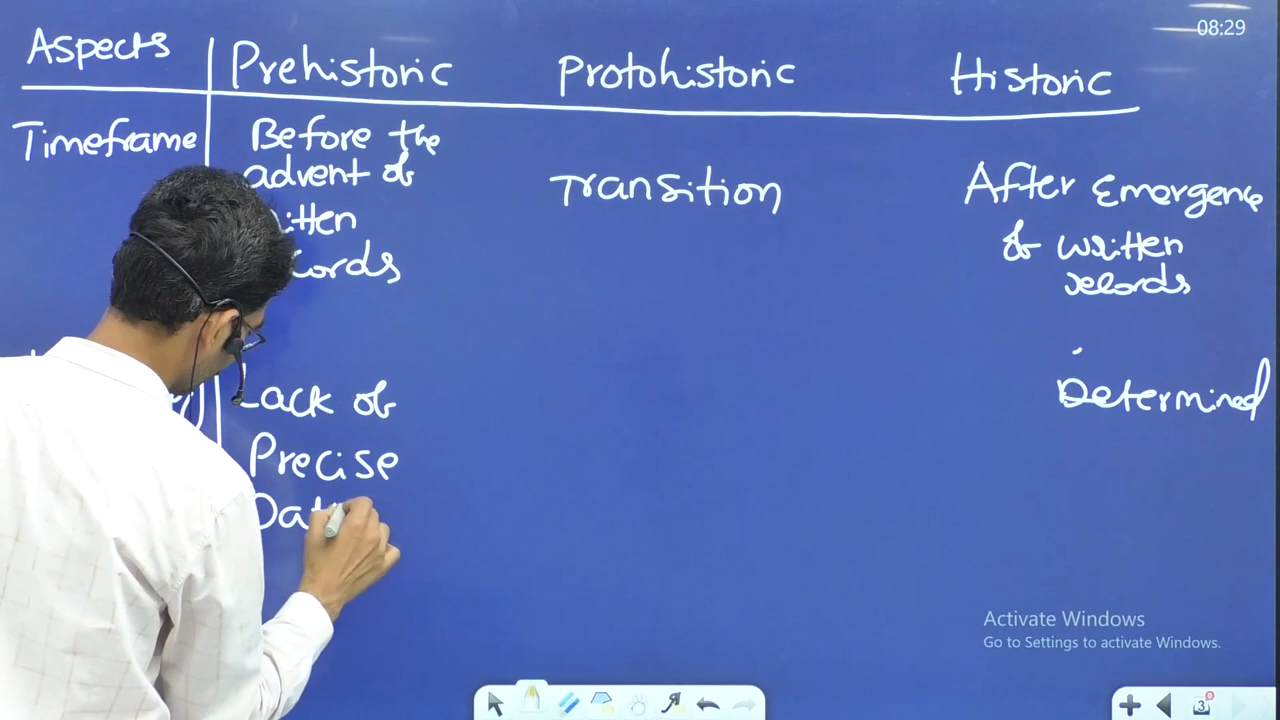 08:29
Aspects Prehistoric Protohistoric Historic
Timeframe Before the
advent of Transition After Emergence
of written
records
Lack of Determined
Precise
Activate Windows
Go to Settings to activate Windows.
3